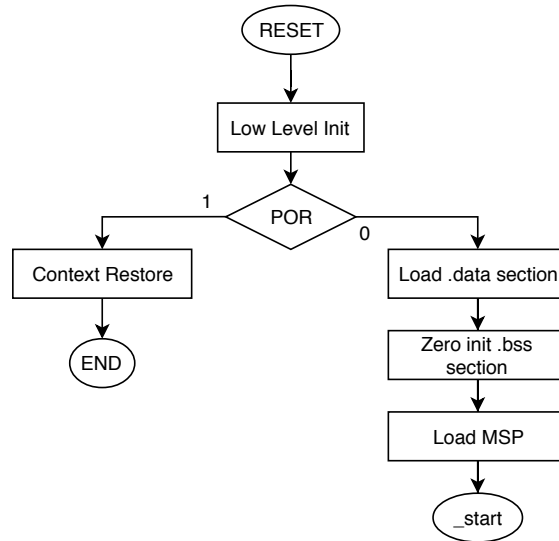 RESET
Low Level Init
POR
1
0
Context Restore
END
Load .data section
Zero init .bss
section
Load MSP
_start